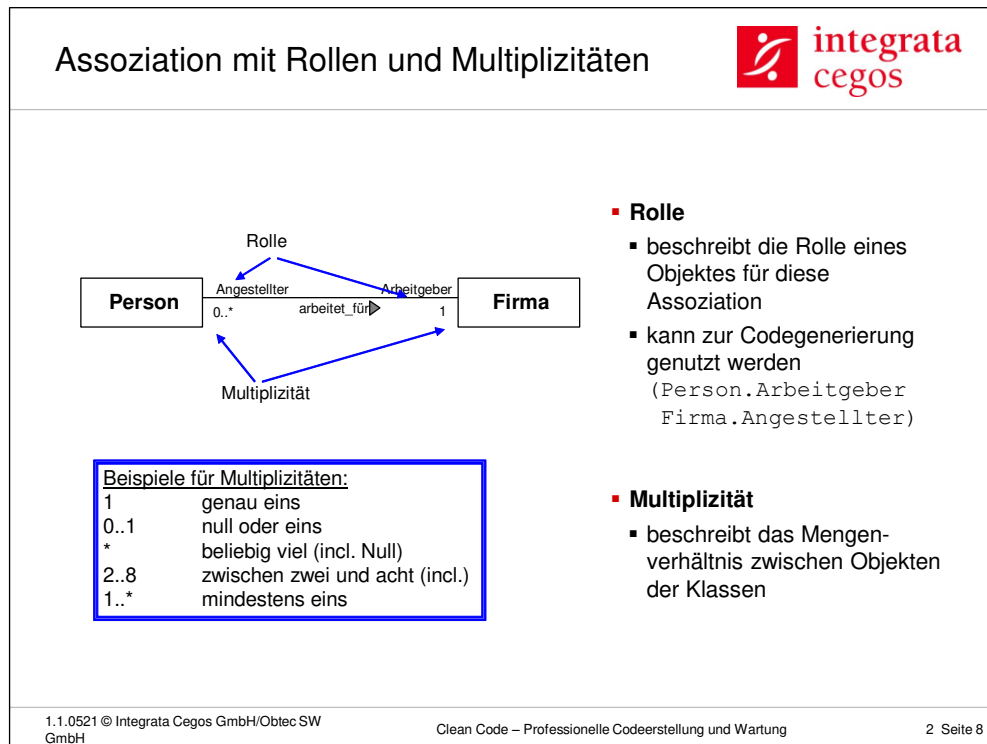 Assoziation mit Rollen und Multiplizitäten
integrata
cegos
Rolle
Person
Angestellter
0..*
arbeitet_für
Arbeitgeber
1
Firma
Multiplizität
Beispiele für Multiplizitäten:
1 genau eins
0..1 null oder eins
* beliebig viel (incl. Null)
2..8 zwischen zwei und acht (incl.)
1..* mindestens eins
▪ Rolle
▪ beschreibt die Rolle eines
Objektes für diese
Assoziation
▪ kann zur Codegenerierung
genutzt werden
(Person.Arbeitgeber
Firma.Angestellter)
▪ Multiplizität
▪ beschreibt das Mengen-
verhältnis zwischen Objekten
der Klassen
1.1.0521 © Integrata Cegos GmbH/Obtec SW
GmbH
Clean Code – Professionelle Codeerstellung und Wartung
2 Seite 8